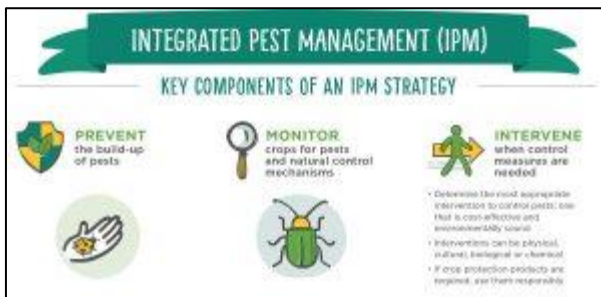 INTEGRATED PEST MANAGEMENT (IPM)
KEY COMPONENTS OF AN IPM STRATEGY
PREVENT
the build-up
of pests
MONITOR
crops for pests
and natural control
mechanisms
INTERVENE
when control
measures are
needed
• Determine the most appropriate
intervention to control pests; one
that is cost-effective and
environmentally sound
• Interventions can be physical,
cultural, biological or chemical
• If crop protection products are
required, use them responsibly